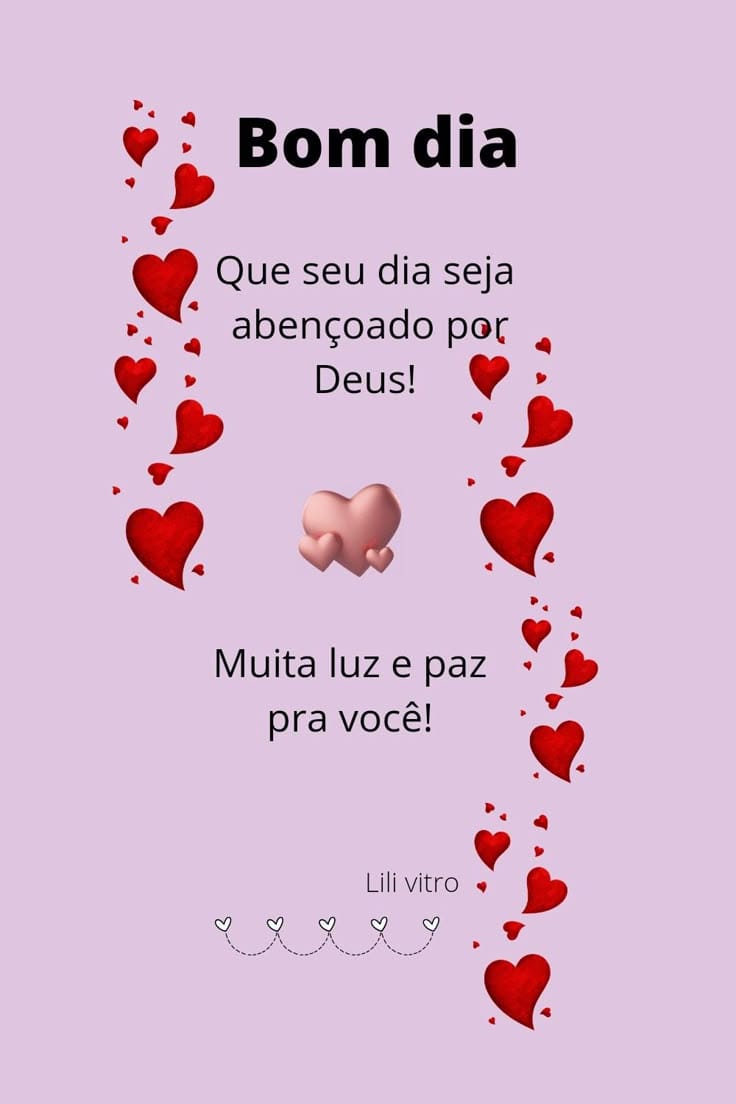 Bom dia
Que seu dia seja
abençoado por
Deus!
Muita luz e paz
pra você!
Lili vitro